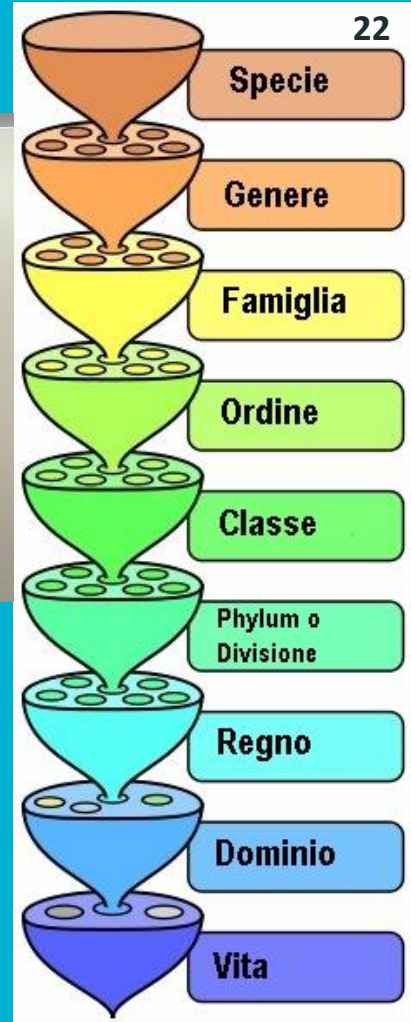 22
Specie
Genere
Famiglia
Ordine
Classe
Phylum o
Divisione
Regno
Dominio
Vita